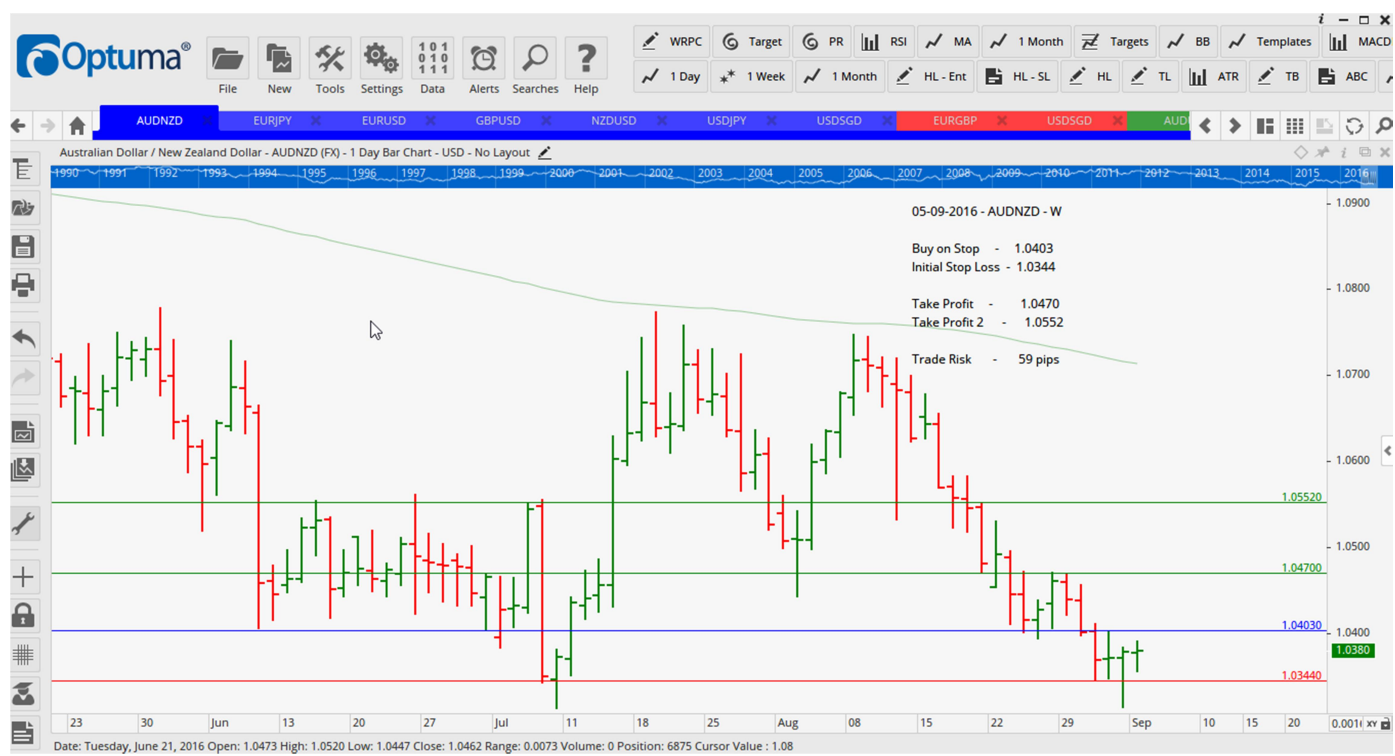 i
Optuma®
File New Tools Settings Data Alerts Searches Help
101
010
111
WRPC Target PR RSI MA 1 Month Targets BB Templates MACD
1 Day 1 Week 1 Month HL - Ent HL - SL HL TL ATR TB ABC
AUDNZD EURJPY EURUSD GBPUSD NZDUSD USDJPY USDSGD EURGBP USDSGD AUD
Australian Dollar / New Zealand Dollar - AUDNZD (FX) - 1 Day Bar Chart - USD - No Layout
1990 1991 1992 1993 1994 1995 1996 1997 1998 1999 2000 2001 2002 2003 2004 2005 2006 2007 2008 2009 2010 2011 2012 2013 2014 2015 2016
05-09-2016 - AUDNZD - W
Buy on Stop - 1.0403
Initial Stop Loss - 1.0344
Take Profit - 1.0470
Take Profit 2 - 1.0552
Trade Risk - 59 pips
1.0900
1.0800
1.0700
1.0600
1.05520
1.0500
1.04700
1.04030
1.0400
1.0380
1.03440
23 30 Jun 13 20 27 Jul 11 18 25 Aug 08 15 22 29 Sep 10 15 20 0.001 XY
Date: Tuesday, June 21, 2016 Open: 1.0473 High: 1.0520 Low: 1.0447 Close: 1.0462 Range: 0.0073 Volume: 0 Position: 6875 Cursor Value : 1.08